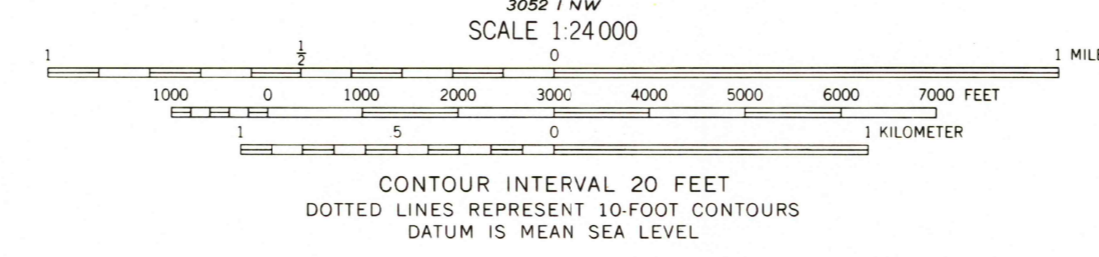 3052 I NW
SCALE 1:24 000
1 1/2 0 1 MILE
1000 0 1000 2000 3000 4000 5000 6000 7000 FEET
1 .5 0 1 KILOMETER
CONTOUR INTERVAL 20 FEET
DOTTED LINES REPRESENT 10-FOOT CONTOURS
DATUM IS MEAN SEA LEVEL